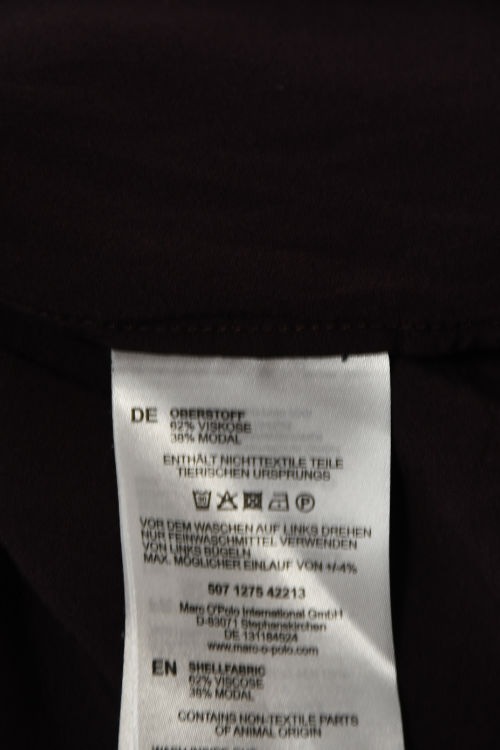 DE OBERSTOFF
62% VISKOSE
38% MODAL
ENTHÄLT NICHTTEXTILE TEILE
TIERISCHEN URSPRUNGS
VOR DEM WASCHEN AUF LINKS DREHEN
NUR FEINWASCHMITTEL VERWENDEN
VON LINKS BÜGELN
MAX. MÖGLICHER EINLAUF VON +/-4%
507 1275 42213
Marc O'Polo International GmbH
D-83071 Stephanskirchen
DE 131184524
www.marc-o-polo.com
EN SHELLFABRIC
62% VISCOSE
38% MODAL
CONTAINS NON-TEXTILE PARTS
OF ANIMAL ORIGIN